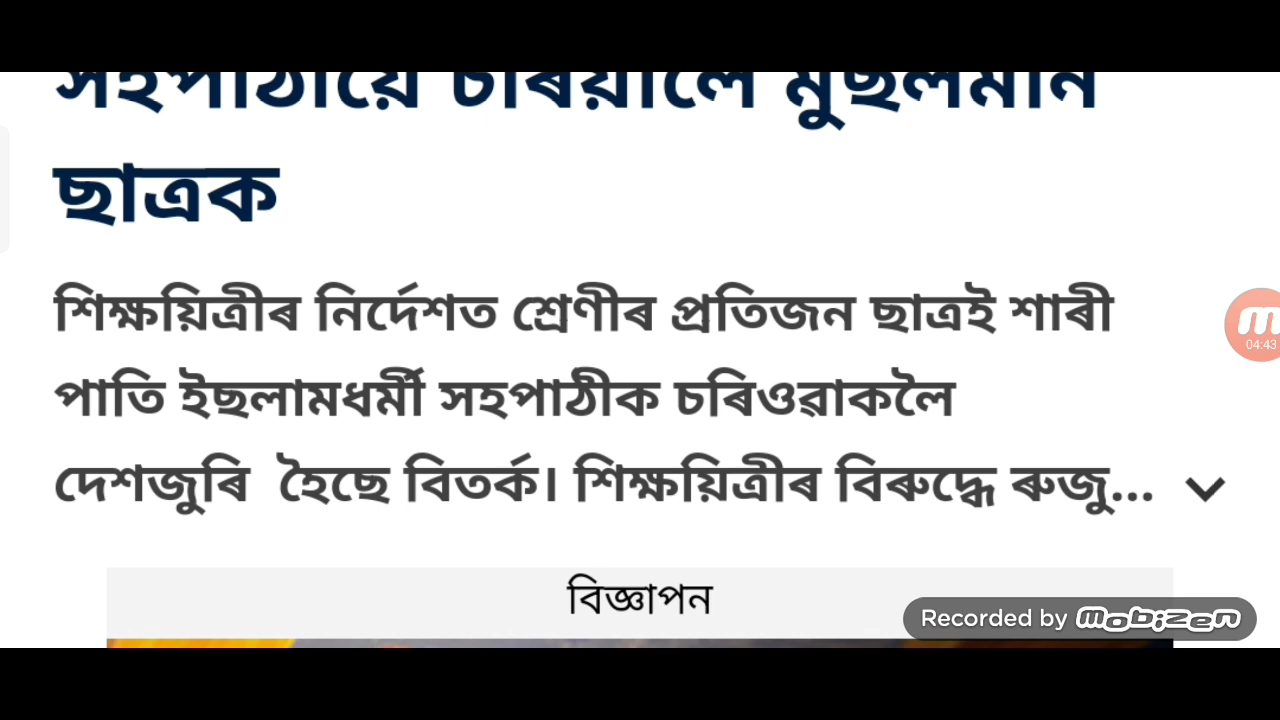 সহপাঠীয়ে চৰিয়ালে মুছলমান
ছাত্ৰক
শিক্ষয়িত্ৰীৰ নিৰ্দেশত শ্ৰেণীৰ প্ৰতিজন ছাত্ৰই শাৰী
পাতি ইছলামধৰ্মী সহপাঠীক চৰিওৱাকলৈ
দেশজুৰি হৈছে বিতৰ্ক। শিক্ষয়িত্ৰীৰ বিৰুদ্ধে ৰুজু...
04:43
বিজ্ঞাপন
Recorded by mobizen